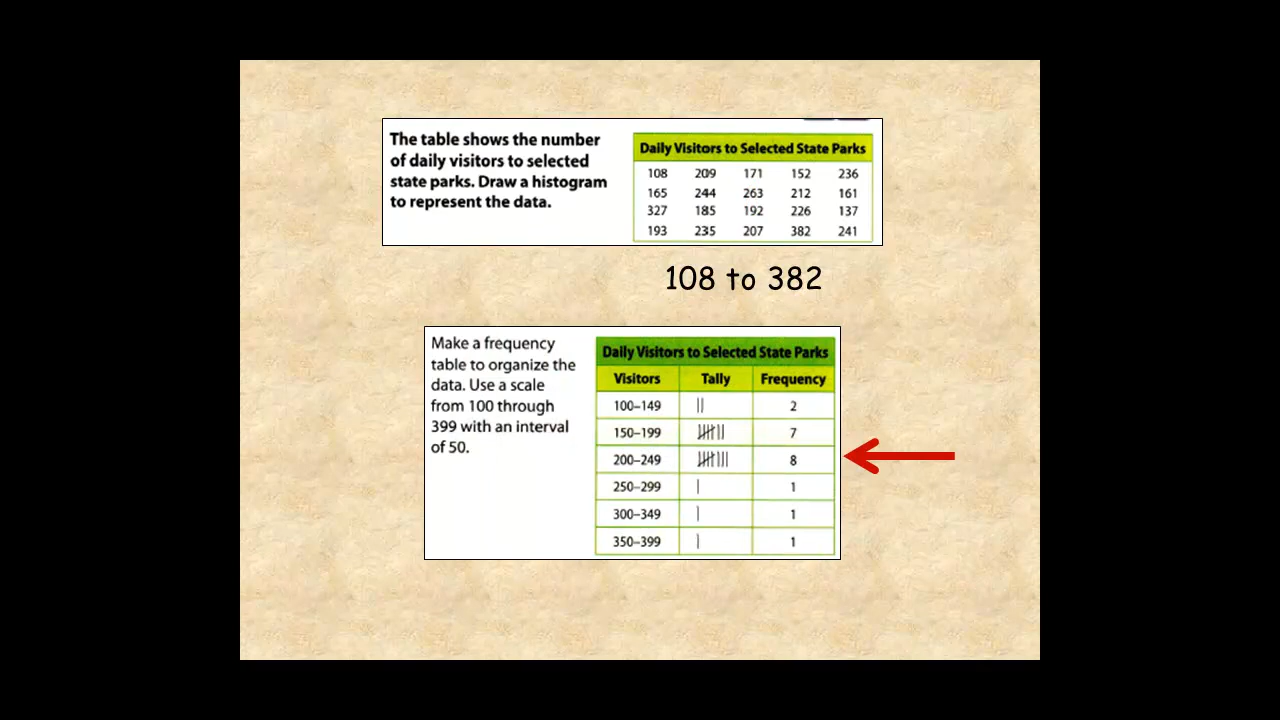 The table shows the number
of daily visitors to selected
state parks. Draw a histogram
to represent the data.
Daily Visitors to Selected State Parks
108 209 171 152 236
165 244 263 212 161
327 185 192 226 137
193 235 207 382 241
108 to 382
Make a frequency
table to organize the
data. Use a scale
from 100 through
399 with an interval
of 50.
Daily Visitors to Selected State Parks
Visitors Tally Frequency
100–149 2
150–199 7
200–249 8
250–299 1
300–349 1
350–399 1